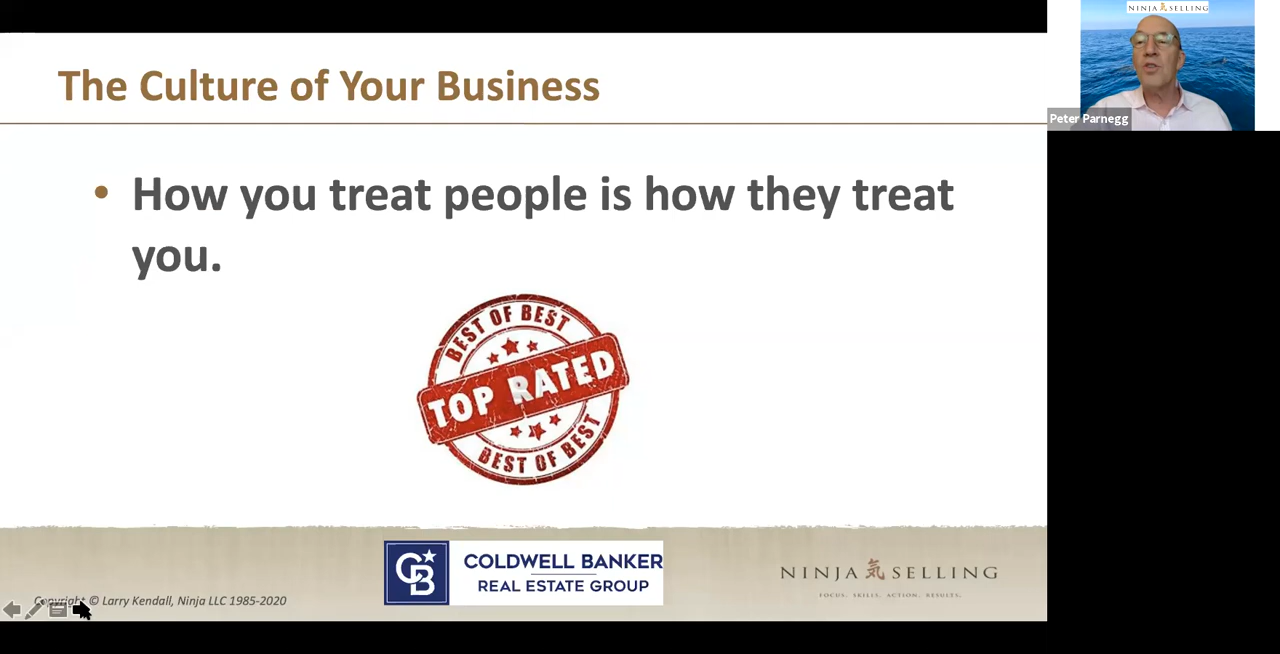 NINJA SELLING
The Culture of Your Business
Peter Parnegg
• How you treat people is how they treat
you.
BEST OF BEST
TOP RATED
BEST OF BEST
COLDWELL BANKER
REAL ESTATE GROUP
CB
NINJA 気 SELLING
FOCUS. SKILLS. ACTION. RESULTS.
Copyright © Larry Kendall, Ninja LLC 1985-2020